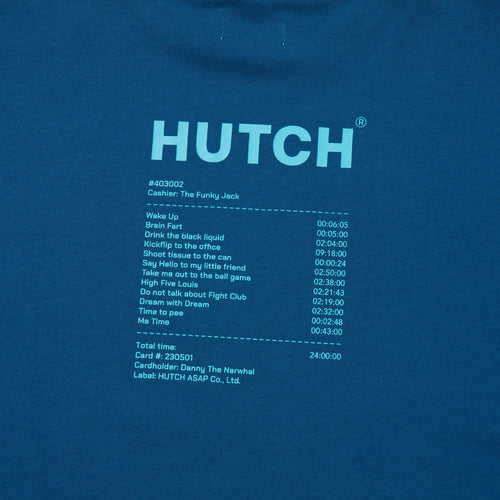 HUTCH®
#403002
Cashier: The Funky Jack
Wake Up 00:06:05
Brain Fart 00:05:00
Drink the black liquid 02:04:00
Kickflip to the office 09:18:00
Shoot tissue to the can 00:00:24
Say Hello to my little friend 02:50:00
Take me out to the ball game 02:38:00
High Five Louis 02:21:43
Do not talk about Fight Club 02:19:00
Dream with Dream 02:32:00
Time to pee 00:02:48
Me Time 00:43:00
Total time: 24:00:00
Card #: 230501
Cardholder: Danny The Narwhal
Label: HUTCH ASAP Co., Ltd.